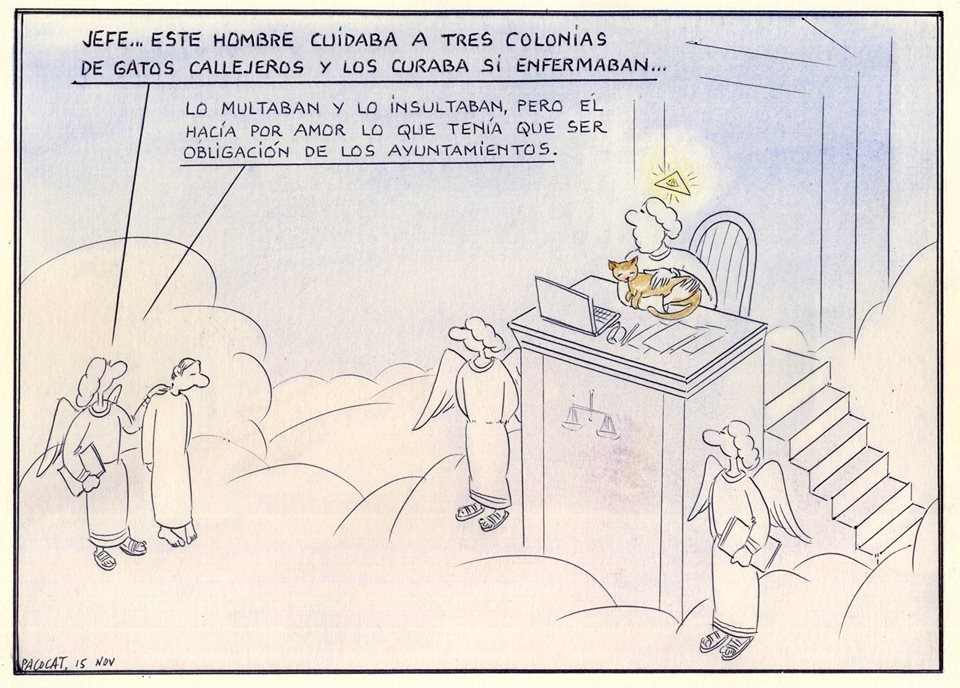 JEFE... ESTE HOMBRE CUIDABA A TRES COLONIAS
DE GATOS CALLEJEROS Y LOS CURABA SI ENFERMABAN...
LO MULTABAN Y LO INSULTABAN, PERO ÉL
HACÍA POR AMOR LO QUE TENÍA QUE SER
OBLIGACIÓN DE LOS AYUNTAMIENTOS.
PACOCAT, 15 NOV